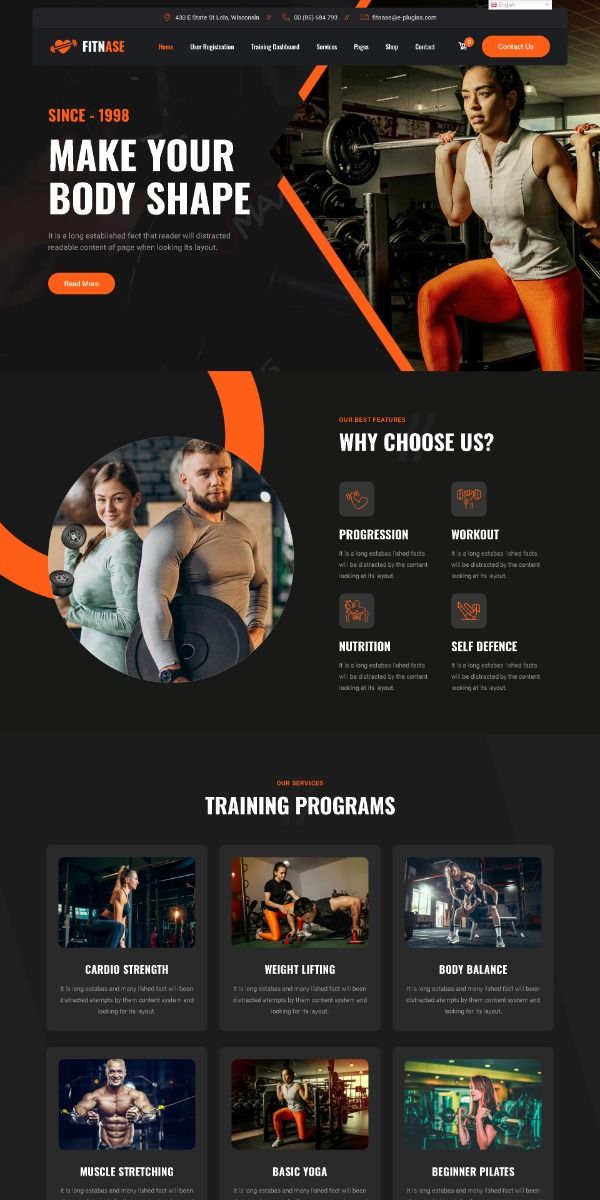 English
430 E State St Lola, Wisconsin // 00 (85) 684 793 // fitnase@e-plugins.com
FITNASE
Home User Registration Training Dashboard Services Pages Shop Contact 0 Contact Us
SINCE - 1998
MAKE YOUR
BODY SHAPE
It is a long established fact that reader will distracted
readable content of page when looking its layout.
Read More
OUR BEST FEATURES
WHY CHOOSE US?
PROGRESSION
It is a long estabas lished facts
will be distracted by the content
looking at its layout.
WORKOUT
It is a long estabas lished facts
will be distracted by the content
looking at its layout.
NUTRITION
It is a long estabas lished facts
will be distracted by the content
looking at its layout.
SELF DEFENCE
It is a long estabas lished facts
will be distracted by the content
looking at its layout.
OUR SERVICES
TRAINING PROGRAMS
CARDIO STRENGTH
It is long estabas and many lished fact will been
distracted atempts by them content system and
looking for its layout.
WEIGHT LIFTING
It is long estabas and many lished fact will been
distracted atempts by them content system and
looking for its layout.
BODY BALANCE
It is long estabas and many lished fact will been
distracted atempts by them content system and
looking for its layout.
MUSCLE STRETCHING
It is long estabas and many lished fact will been
BASIC YOGA
It is long estabas and many lished fact will been
BEGINNER PILATES
It is long estabas and many lished fact will been